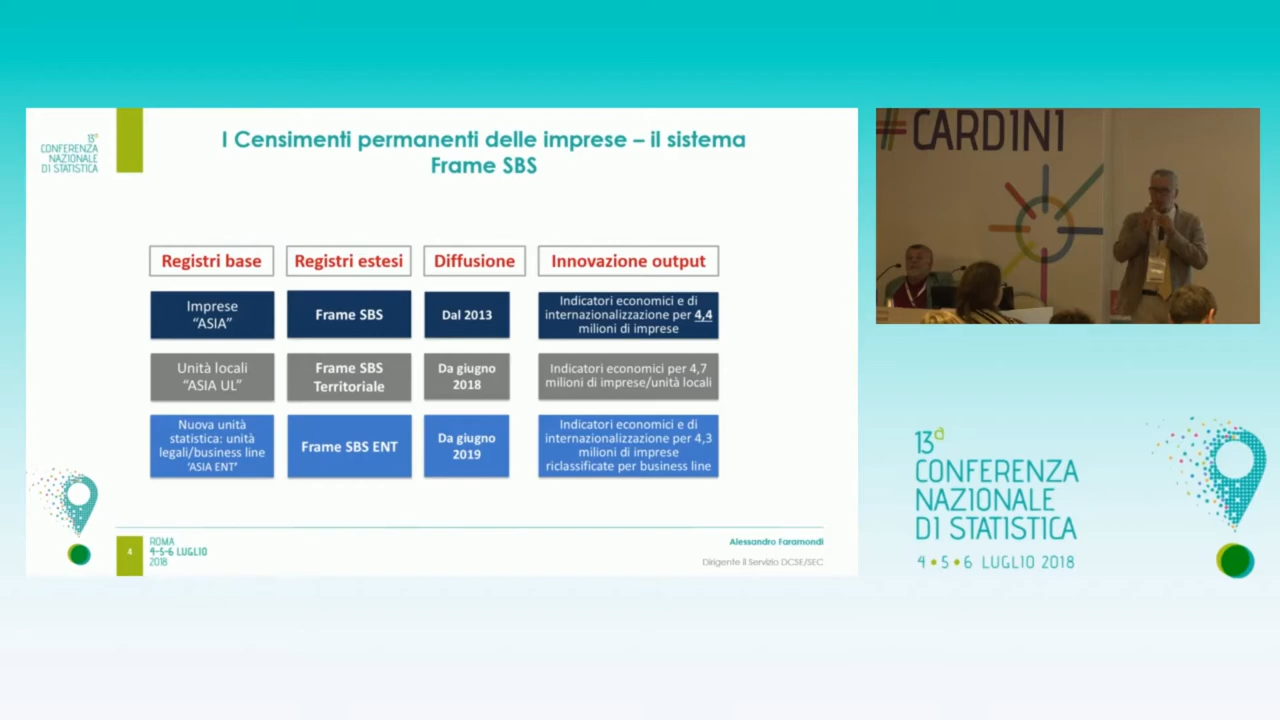 13ª
CONFERENZA
NAZIONALE
DI STATISTICA
I Censimenti permanenti delle imprese – il sistema
Frame SBS
Registri base
Registri estesi
Diffusione
Innovazione output
Imprese
“ASIA”
Frame SBS
Dal 2013
Indicatori economici e di
internazionalizzazione per 4,4
milioni di imprese
Unità locali
“ASIA UL”
Frame SBS
Territoriale
Da giugno
2018
Indicatori economici per 4,7
milioni di imprese/unità locali
Nuova unità
statistica: unità
legali/business line
‘ASIA ENT’
Frame SBS ENT
Da giugno
2019
Indicatori economici e di
internazionalizzazione per 4,3
milioni di imprese
riclassificate per business line
4
ROMA
4-5-6 LUGLIO
2018
Alessandro Faramondi
Dirigente il Servizio DCSE/SEC
#CARDINI
13ª
CONFERENZA
NAZIONALE
DI STATISTICA
4 • 5 • 6 LUGLIO 2018